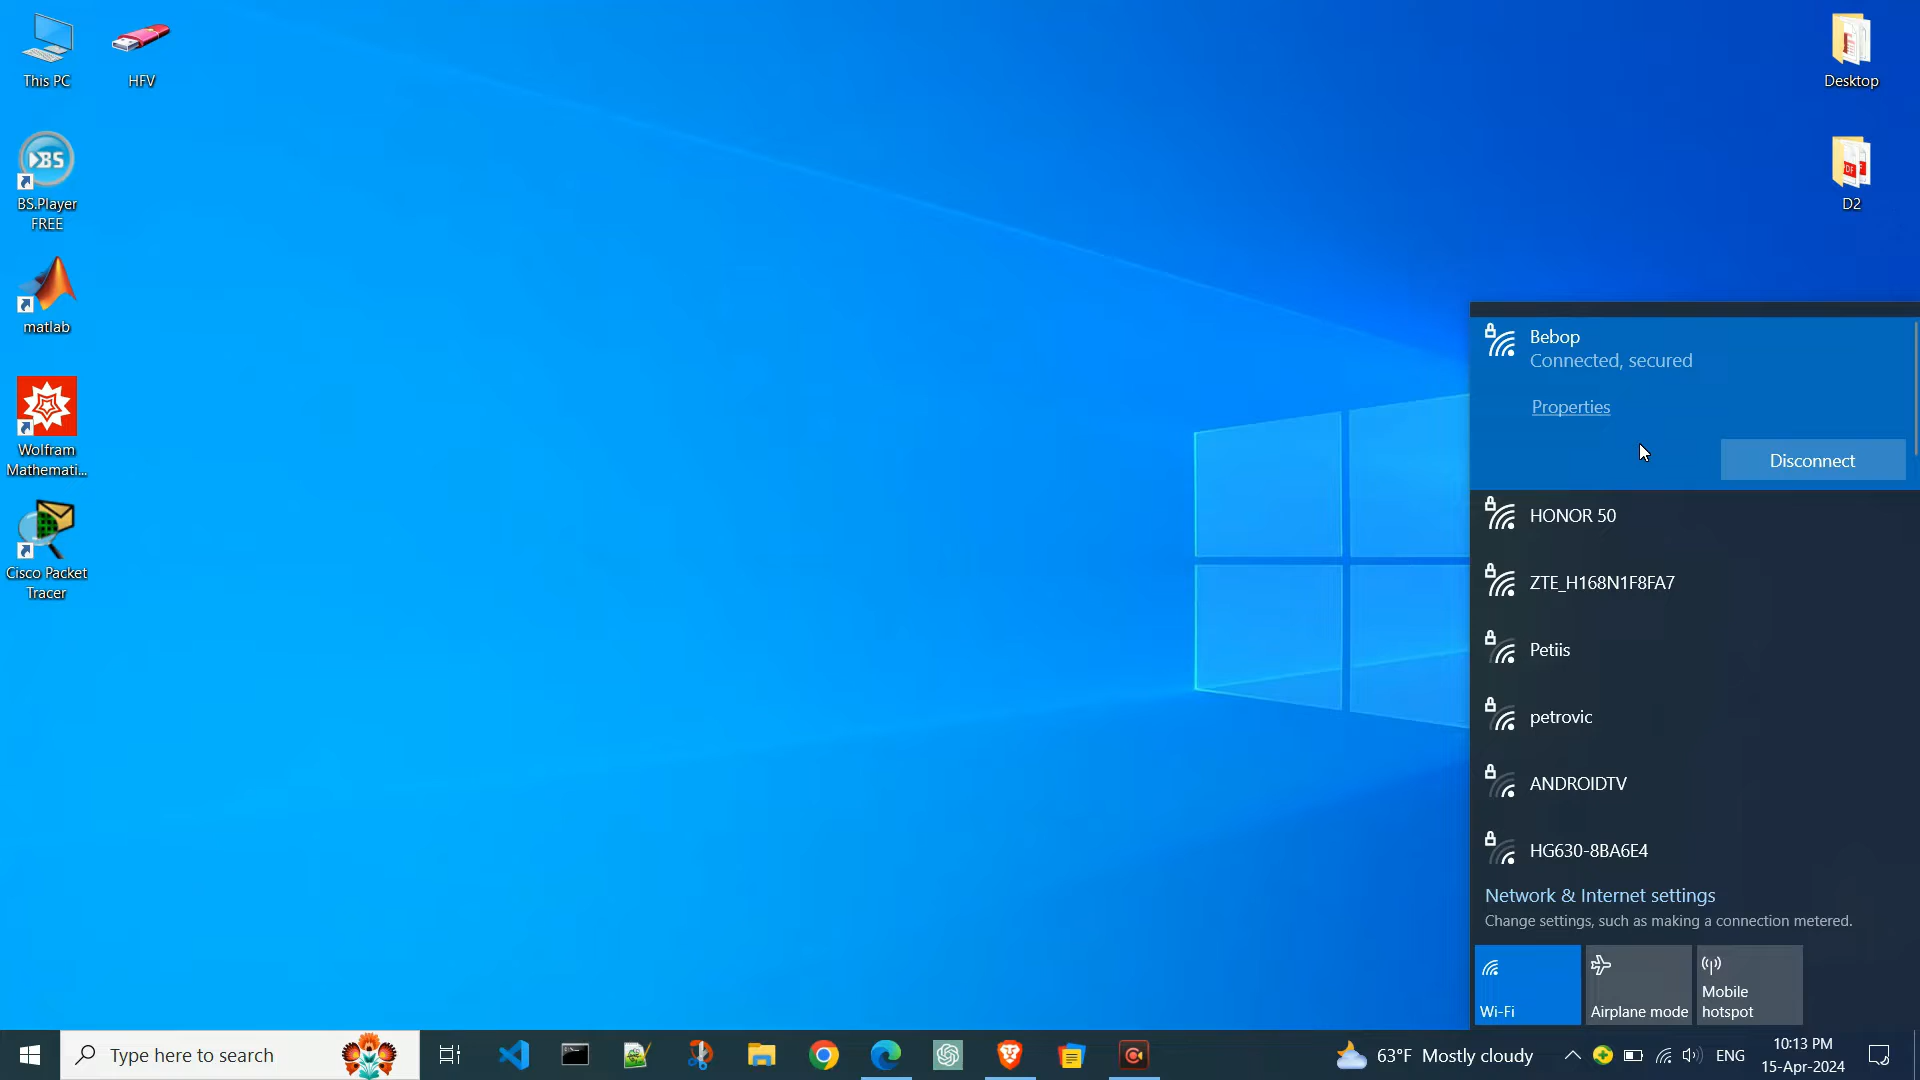 This PC
HFV
BS.Player
FREE
matlab
Wolfram
Mathemati...
Cisco Packet
Tracer
Desktop
D2
Bebop
Connected, secured
Properties
Disconnect
HONOR 50
ZTE_H168N1F8FA7
Petiis
petrovic
ANDROIDTV
HG630-8BA6E4
Network & Internet settings
Change settings, such as making a connection metered.
Wi-Fi
Airplane mode
Mobile
hotspot
Type here to search
63°F Mostly cloudy
ENG
10:13 PM
15-Apr-2024